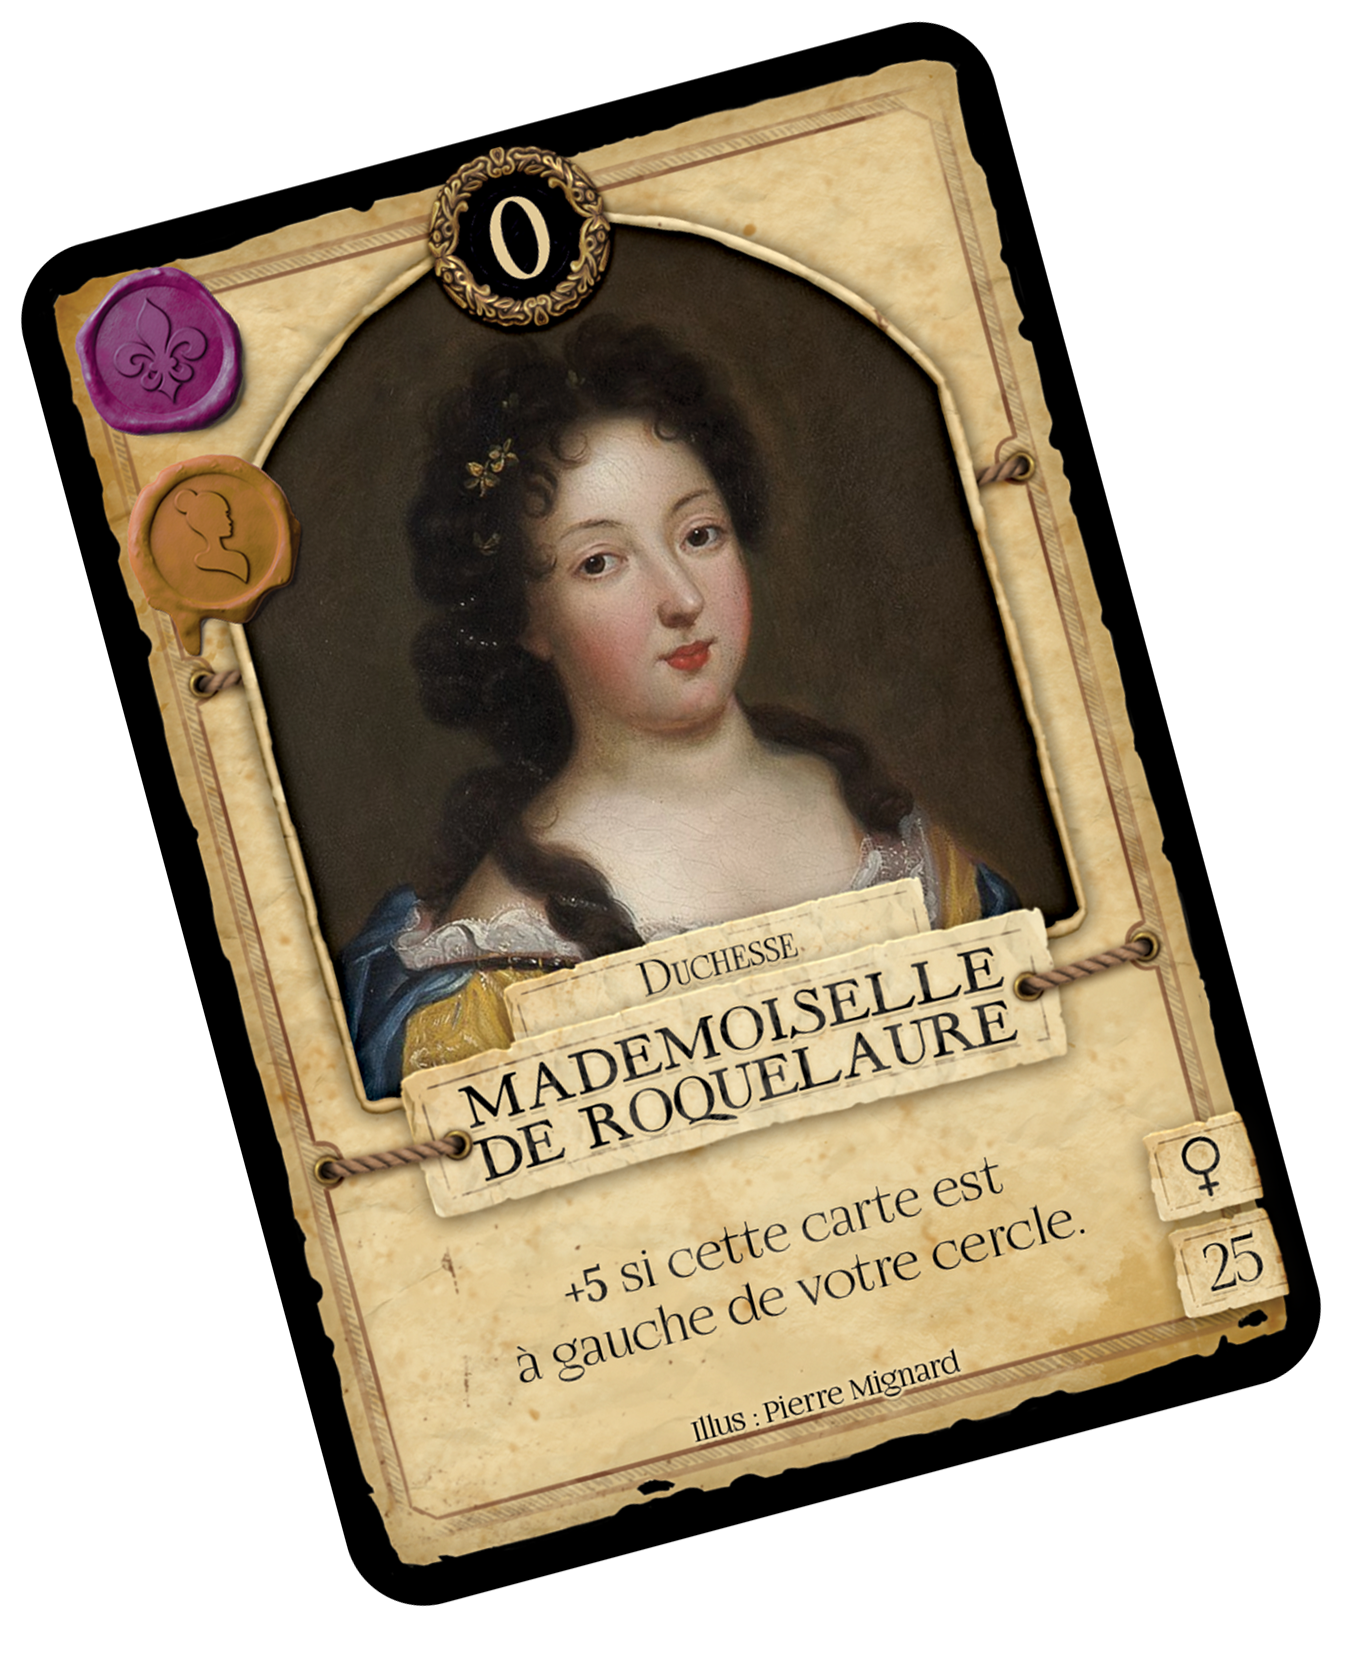 0
DUCHESSE
MADEMOISELLE
DE ROQUELAURE
+5 si cette carte est
à gauche de votre cercle.
♀
25
Illus : Pierre Mignard